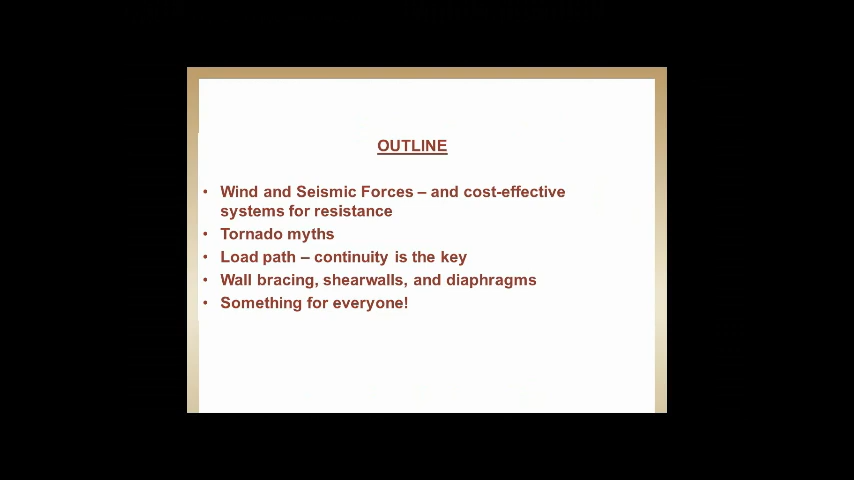 OUTLINE
• Wind and Seismic Forces – and cost-effective
systems for resistance
• Tornado myths
• Load path – continuity is the key
• Wall bracing, shearwalls, and diaphragms
• Something for everyone!